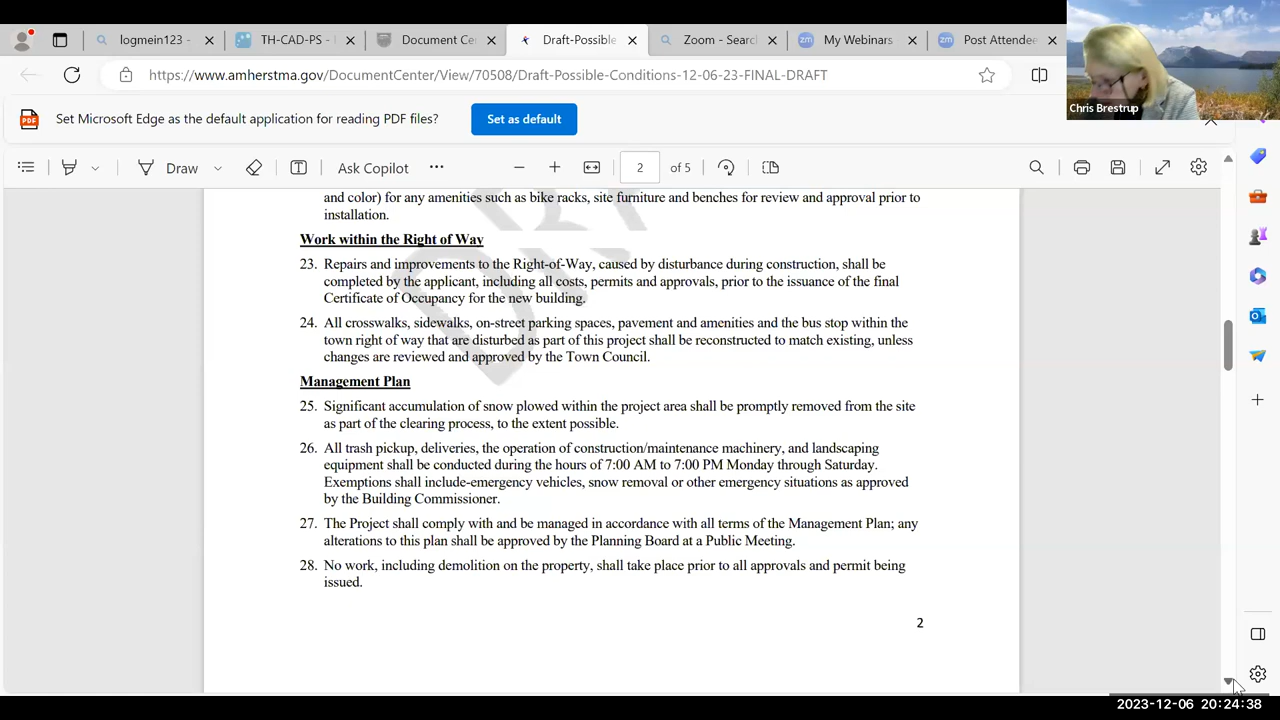 logmein123 -
TH-CAD-PS -
Document Ce
Draft-Possible
Zoom - Searc
My Webinars
Post Attende
https://www.amherstma.gov/DocumentCenter/View/70508/Draft-Possible-Conditions-12-06-23-FINAL-DRAFT
Chris Brestrup
PDF
Set Microsoft Edge as the default application for reading PDF files?
Set as default
Draw
Ask Copilot
2 of 5
and color) for any amenities such as bike racks, site furniture and benches for review and approval prior to
installation.
Work within the Right of Way
23. Repairs and improvements to the Right-of-Way, caused by disturbance during construction, shall be
completed by the applicant, including all costs, permits and approvals, prior to the issuance of the final
Certificate of Occupancy for the new building.
24. All crosswalks, sidewalks, on-street parking spaces, pavement and amenities and the bus stop within the
town right of way that are disturbed as part of this project shall be reconstructed to match existing, unless
changes are reviewed and approved by the Town Council.
Management Plan
25. Significant accumulation of snow plowed within the project area shall be promptly removed from the site
as part of the clearing process, to the extent possible.
26. All trash pickup, deliveries, the operation of construction/maintenance machinery, and landscaping
equipment shall be conducted during the hours of 7:00 AM to 7:00 PM Monday through Saturday.
Exemptions shall include-emergency vehicles, snow removal or other emergency situations as approved
by the Building Commissioner.
27. The Project shall comply with and be managed in accordance with all terms of the Management Plan; any
alterations to this plan shall be approved by the Planning Board at a Public Meeting.
28. No work, including demolition on the property, shall take place prior to all approvals and permit being
issued.
2
2023-12-06 20:24:38